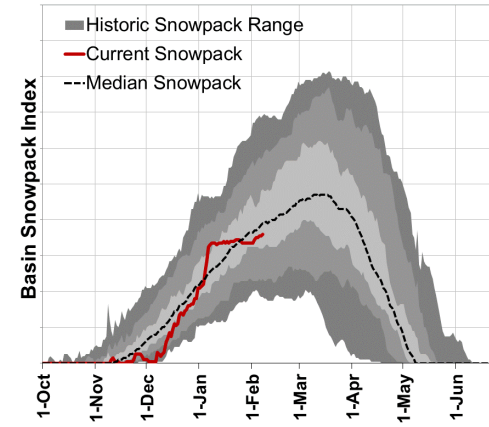 Historic Snowpack Range
Current Snowpack
Median Snowpack
Basin Snowpack Index
1-Oct
1-Nov
1-Dec
1-Jan
1-Feb
1-Mar
1-Apr
1-May
1-Jun